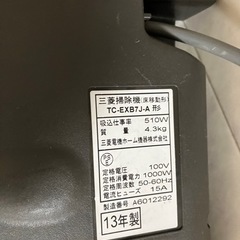 三菱掃除機(床移動形)
TC-EXB7J-A 形
吸込仕事率 510W
質量 4.3kg
三菱電機ホーム機器株式会社
PS
E
定格電圧 100V
定格消費電力 1000W
定格周波数 50-60Hz
電流ヒューズ 15A
製造番号 A6012292
13年製